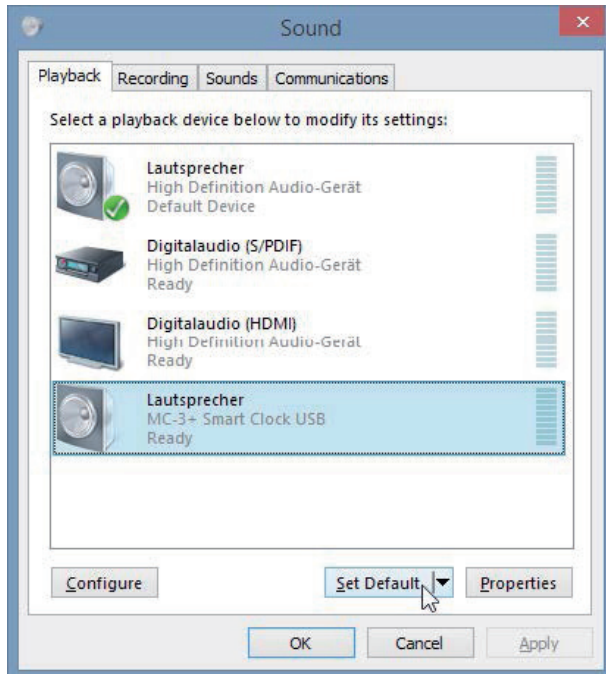 Sound
Playback Recording Sounds Communications
Select a playback device below to modify its settings:
Lautsprecher
High Definition Audio-Gerät
Default Device
Digitalaudio (S/PDIF)
High Definition Audio-Gerät
Ready
Digitalaudio (HDMI)
High Definition Audio-Gerät
Ready
Lautsprecher
MC-3+ Smart Clock USB
Ready
Configure Set Default Properties
OK Cancel Apply